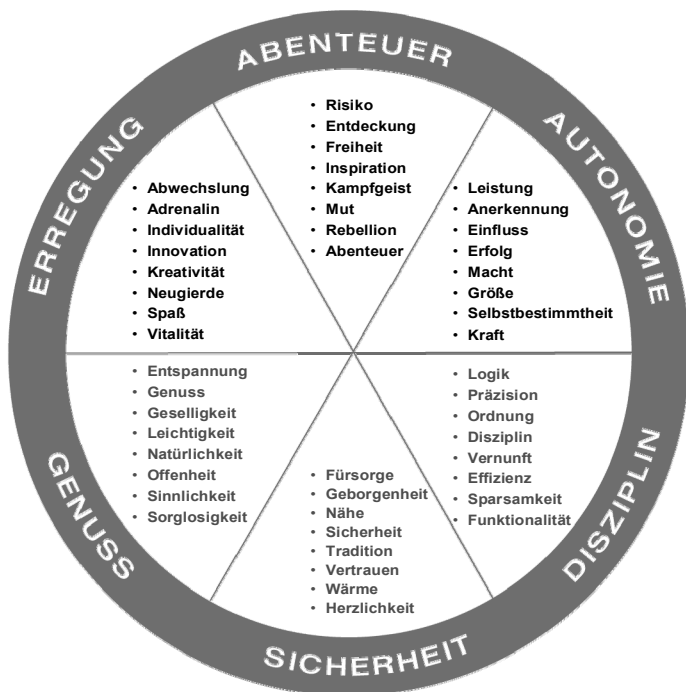 ABENTEUER
• Risiko
• Entdeckung
• Freiheit
• Inspiration
• Kampfgeist
• Mut
• Rebellion
• Abenteuer
AUTONOMIE
• Leistung
• Anerkennung
• Einfluss
• Erfolg
• Macht
• Größe
• Selbstbestimmtheit
• Kraft
DISZIPLIN
• Logik
• Präzision
• Ordnung
• Disziplin
• Vernunft
• Effizienz
• Sparsamkeit
• Funktionalität
SICHERHEIT
• Fürsorge
• Geborgenheit
• Nähe
• Sicherheit
• Tradition
• Vertrauen
• Wärme
• Herzlichkeit
GENUSS
• Entspannung
• Genuss
• Geselligkeit
• Leichtigkeit
• Natürlichkeit
• Offenheit
• Sinnlichkeit
• Sorglosigkeit
ERREGUNG
• Abwechslung
• Adrenalin
• Individualität
• Innovation
• Kreativität
• Neugierde
• Spaß
• Vitalität